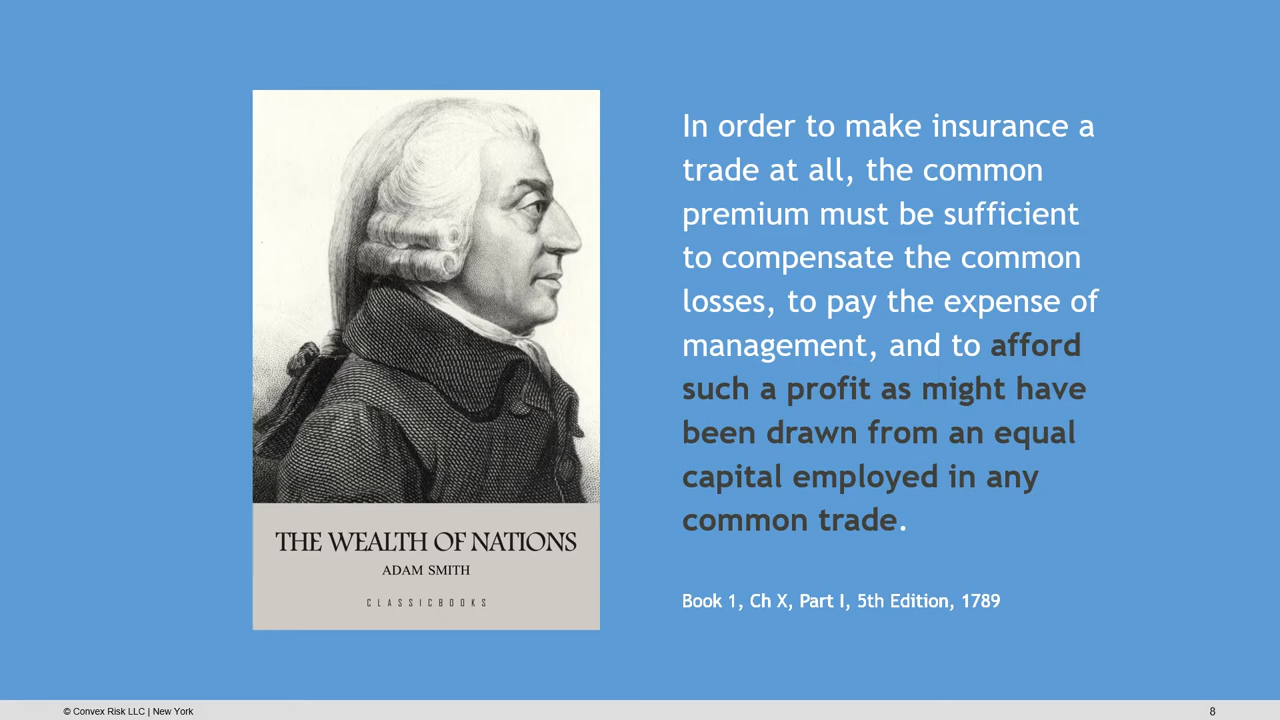 THE WEALTH OF NATIONS
ADAM SMITH
CLASSICBOOKS
In order to make insurance a
trade at all, the common
premium must be sufficient
to compensate the common
losses, to pay the expense of
management, and to afford
such a profit as might have
been drawn from an equal
capital employed in any
common trade.
Book 1, Ch X, Part I, 5th Edition, 1789
© Convex Risk LLC | New York
8